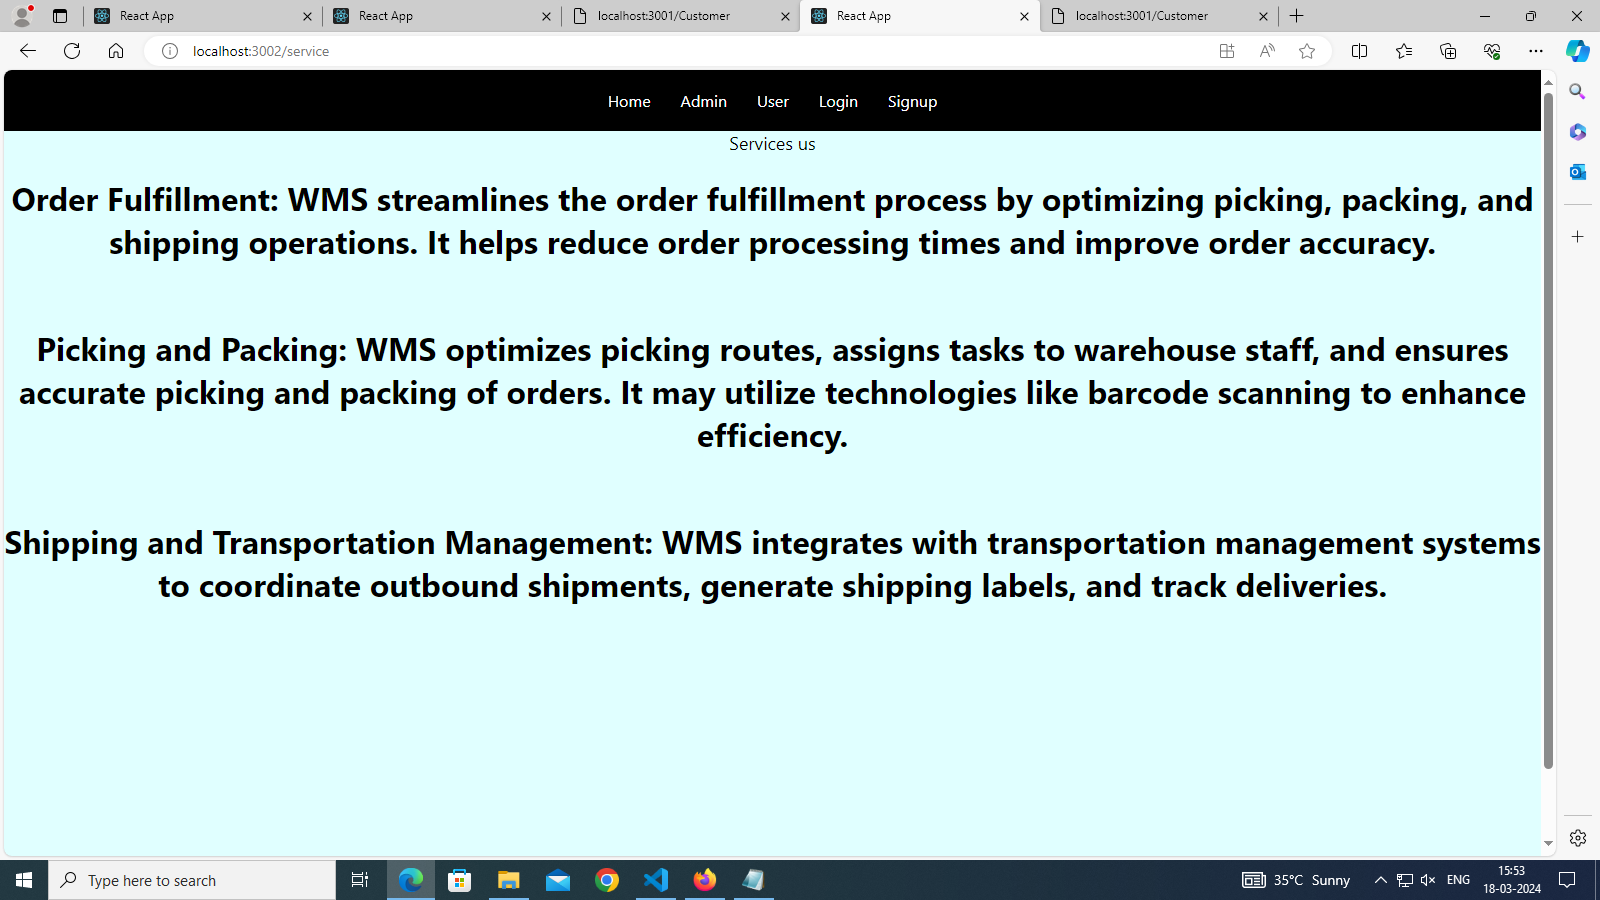 React App
React App
localhost:3001/Customer
React App
localhost:3001/Customer
localhost:3002/service
Home Admin User Login Signup
Services us
Order Fulfillment: WMS streamlines the order fulfillment process by optimizing picking, packing, and
shipping operations. It helps reduce order processing times and improve order accuracy.
Picking and Packing: WMS optimizes picking routes, assigns tasks to warehouse staff, and ensures
accurate picking and packing of orders. It may utilize technologies like barcode scanning to enhance
efficiency.
Shipping and Transportation Management: WMS integrates with transportation management systems
to coordinate outbound shipments, generate shipping labels, and track deliveries.
Type here to search
35°C Sunny
ENG
15:53
18-03-2024